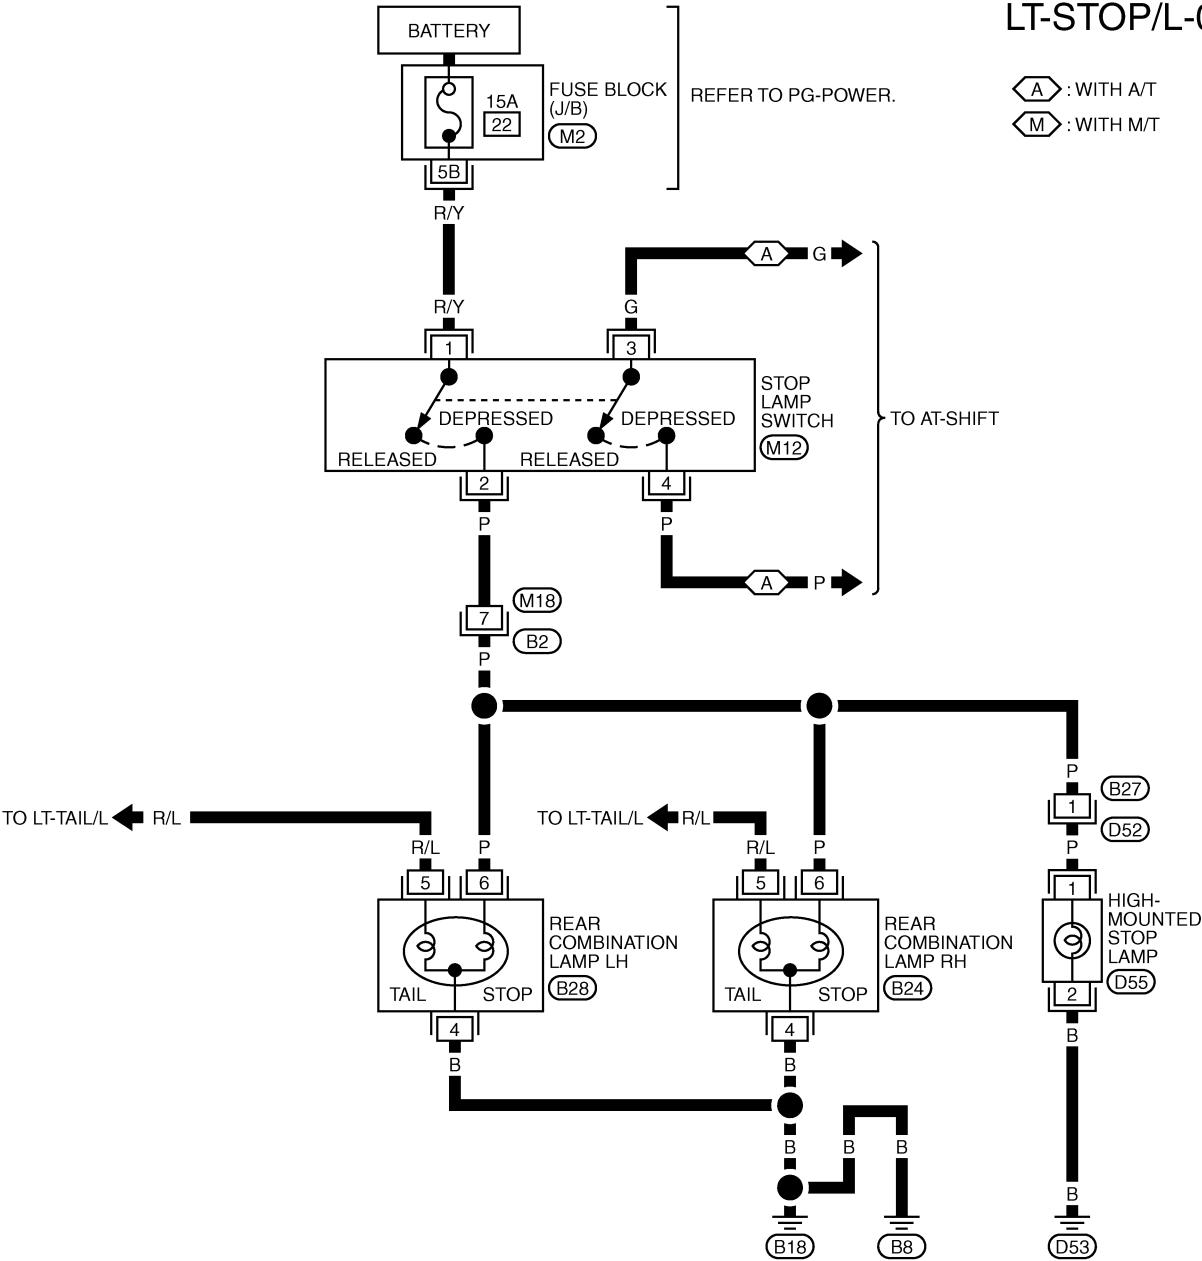 LT-STOP/L-
BATTERY
15A
22
FUSE BLOCK
(J/B)
M2
REFER TO PG-POWER.
A : WITH A/T
M : WITH M/T
5B
R/Y
A G
R/Y
G
1
3
STOP
LAMP
SWITCH
M12
DEPRESSED
DEPRESSED
RELEASED
RELEASED
TO AT-SHIFT
2
4
P
P
A P
M18
7
B2
P
P
B27
1
D52
TO LT-TAIL/L R/L
TO LT-TAIL/L R/L
R/L
P
R/L
P
P
5
6
5
6
1
REAR
COMBINATION
LAMP LH
B28
TAIL
STOP
REAR
COMBINATION
LAMP RH
B24
TAIL
STOP
HIGH-
MOUNTED
STOP
LAMP
D55
4
4
2
B
B
B
B
B
B
B
B18
B8
D53